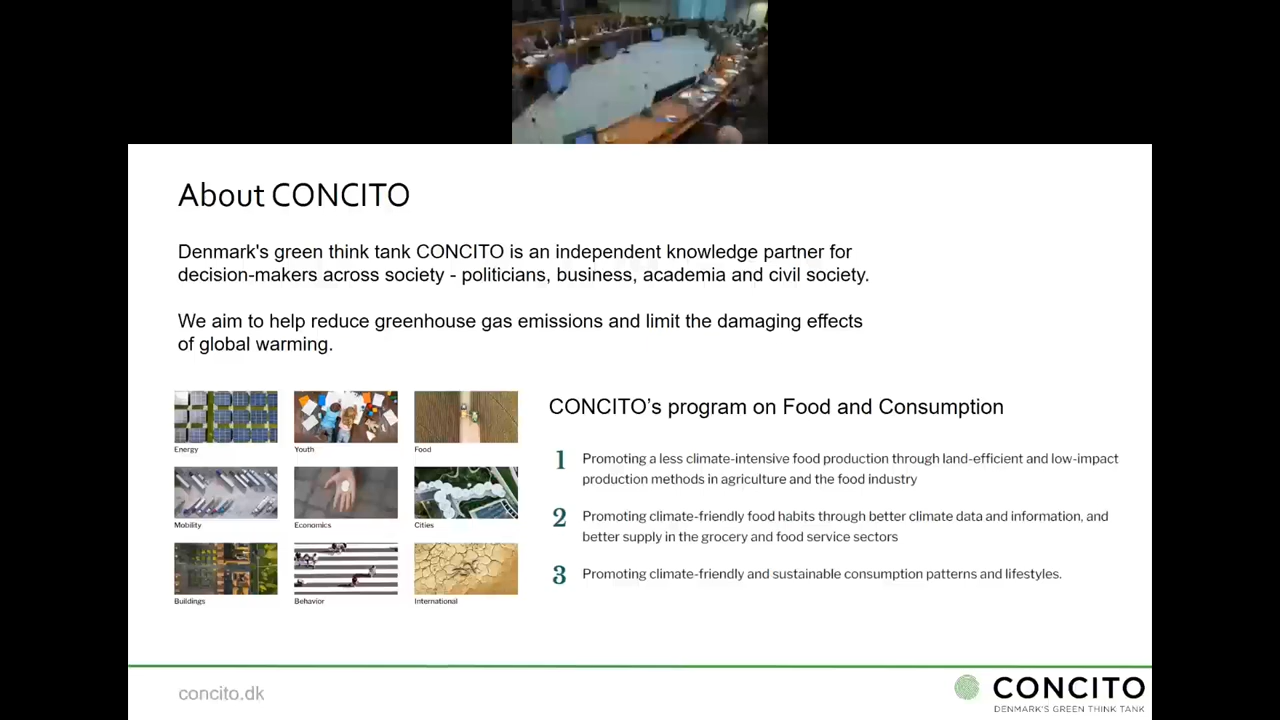 About CONCITO
Denmark's green think tank CONCITO is an independent knowledge partner for
decision-makers across society - politicians, business, academia and civil society.
We aim to help reduce greenhouse gas emissions and limit the damaging effects
of global warming.
Energy
Youth
Food
Mobility
Economics
Cities
Buildings
Behavior
International
CONCITO’s program on Food and Consumption
1 Promoting a less climate-intensive food production through land-efficient and low-impact
production methods in agriculture and the food industry
2 Promoting climate-friendly food habits through better climate data and information, and
better supply in the grocery and food service sectors
3 Promoting climate-friendly and sustainable consumption patterns and lifestyles.
concito.dk
CONCITO
DENMARK'S GREEN THINK TANK